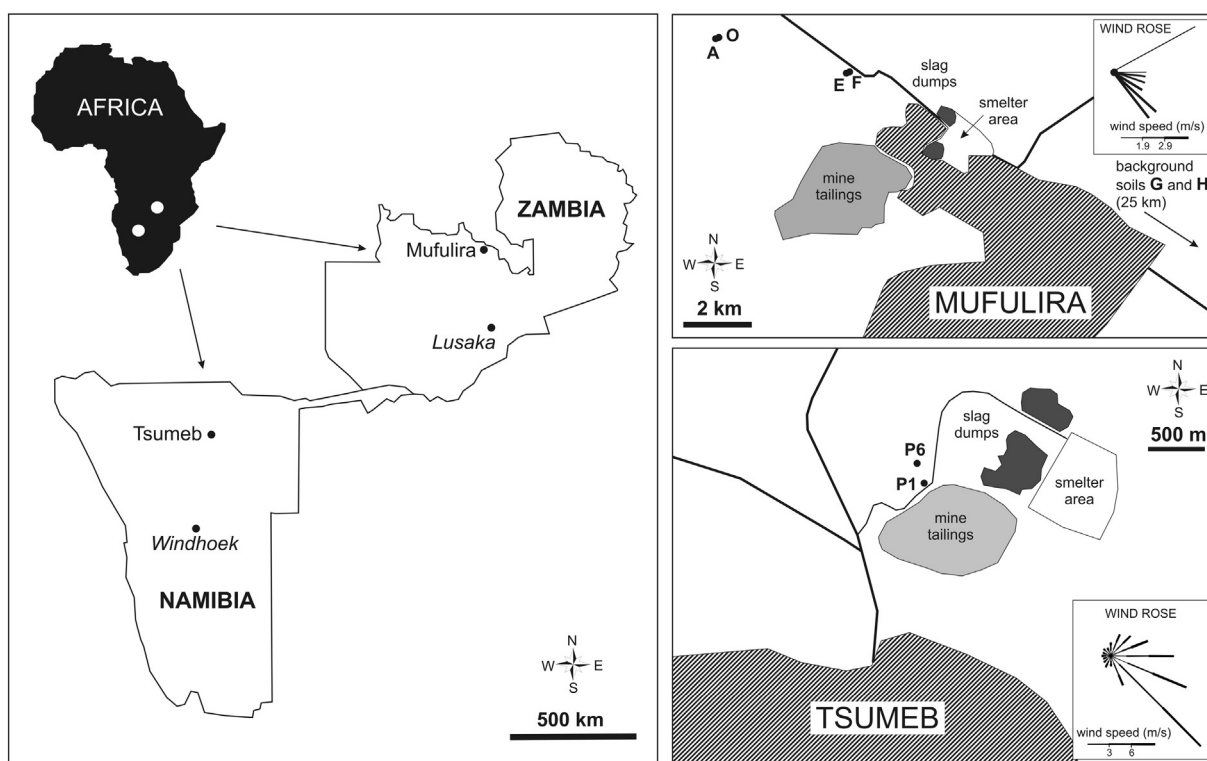 AFRICA
ZAMBIA
Mufulira
Lusaka
Tsumeb
Windhoek
NAMIBIA
N
W E
S
500 km
A O
E F
slag
dumps
smelter
area
mine
tailings
WIND ROSE
wind speed (m/s)
1.9 2.9
background
soils G and H
(25 km)
N
W E
S
2 km
MUFULIRA
N
W E
S
500 m
slag
dumps
P6
P1
smelter
area
mine
tailings
WIND ROSE
wind speed (m/s)
3 6
TSUMEB